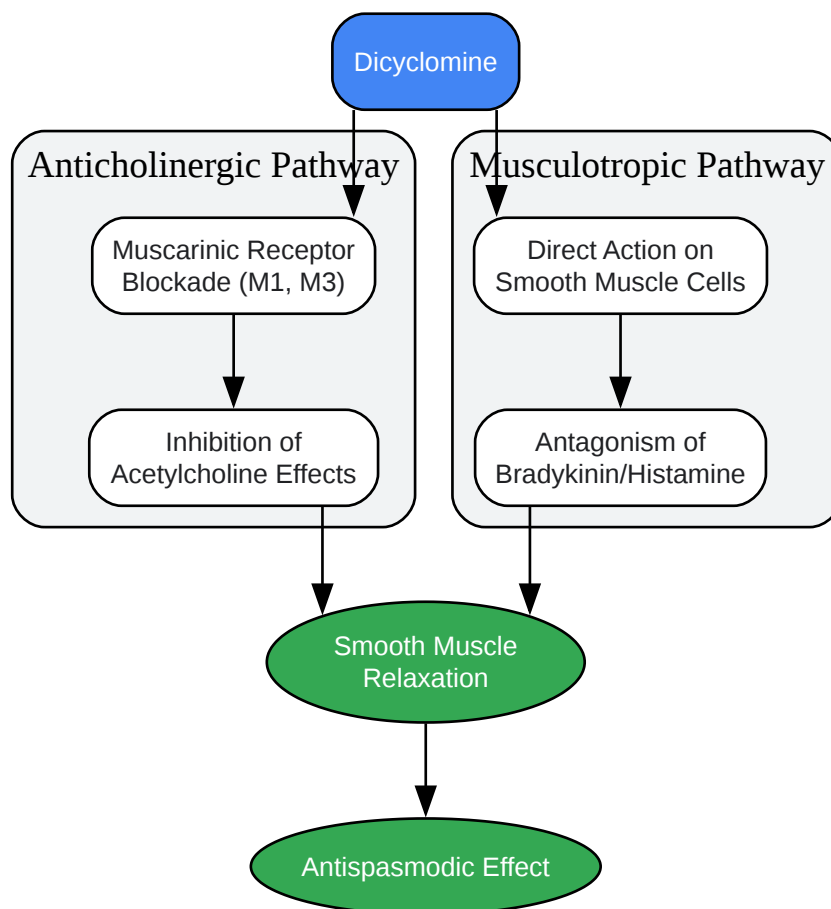 Dicyclomine
Anticholinergic Pathway
Muscarinic Receptor
Blockade (M1, M3)
Inhibition of
Acetylcholine Effects
Musculotropic Pathway
Direct Action on
Smooth Muscle Cells
Antagonism of
Bradykinin/Histamine
Smooth Muscle
Relaxation
Antispasmodic Effect